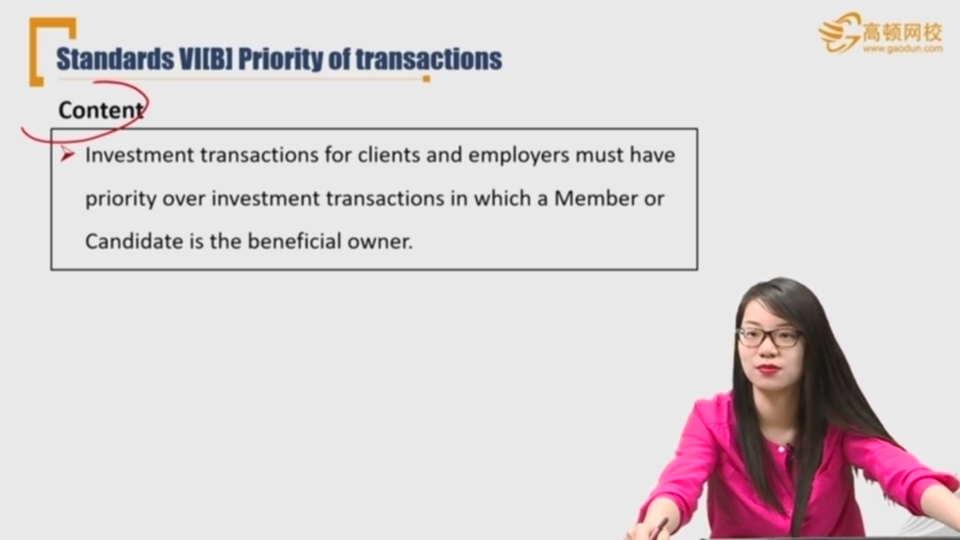 Standards VI[B] Priority of transactions
高顿网校
www.gaodun.com
Content
Investment transactions for clients and employers must have
priority over investment transactions in which a Member or
Candidate is the beneficial owner.